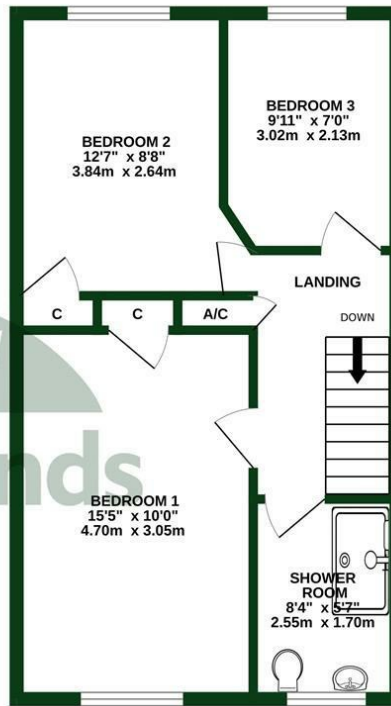 BEDROOM 2
12'7" x 8'8"
3.84m x 2.64m
BEDROOM 3
9'11" x 7'0"
3.02m x 2.13m
LANDING
DOWN
C
C
A/C
nds
BEDROOM 1
15'5" x 10'0"
4.70m x 3.05m
SHOWER
ROOM
8'4" x 5'7"
2.55m x 1.70m